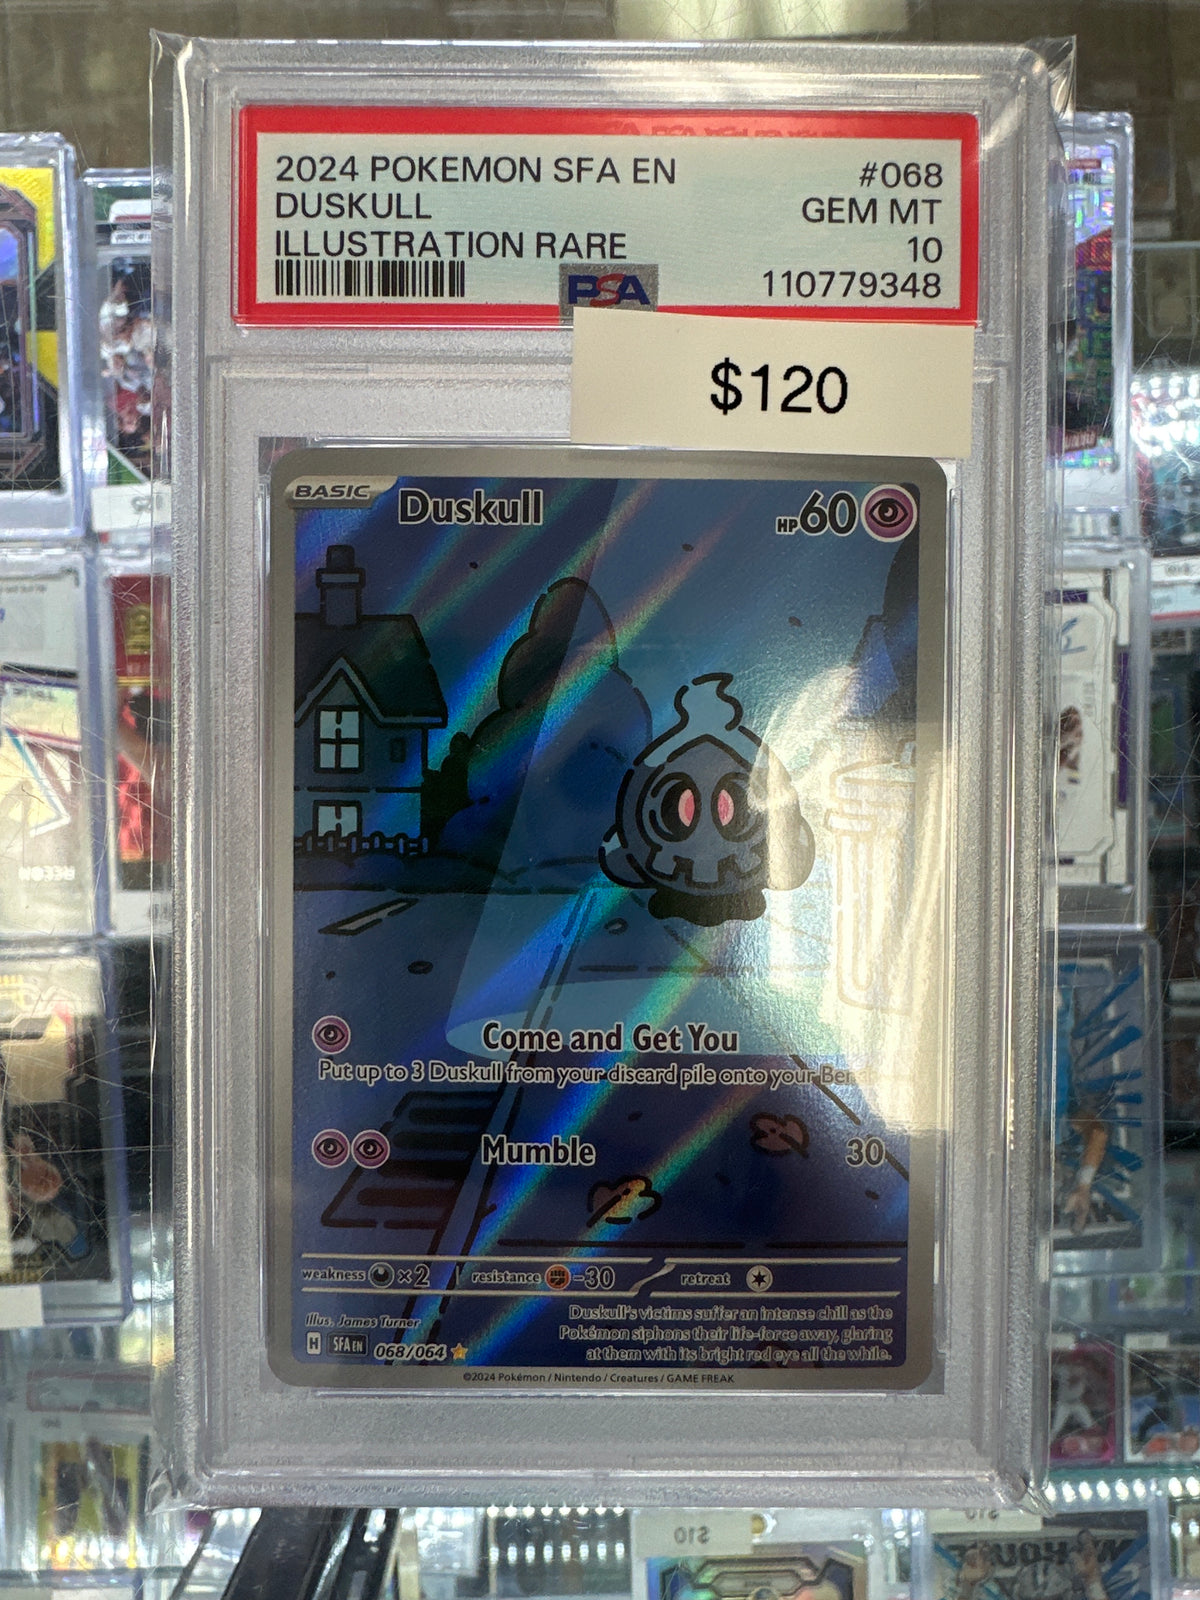 2024 POKEMON SFA EN #068
DUSKULL GEM MT
ILLUSTRATION RARE 10
PSA 110779348
$120
BASIC Duskull HP60
Come and Get You
Put up to 3 Duskull from your discard pile onto your
Mumble 30
weakness ×2 resistance -30 retreat
Illus. James Turner
Duskull's victims suffer an intense chill as the
Pokémon siphons their life-force away, glaring
at them with its bright red eye all the while.
H SFA EN 068/064
©2024 Pokémon / Nintendo / Creatures / GAME FREAK
$10
$10